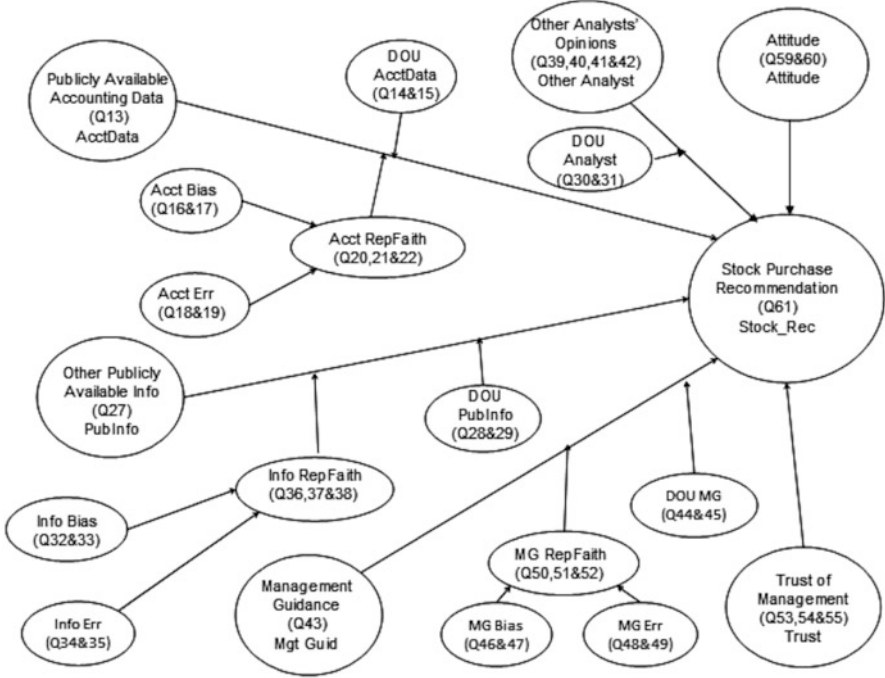 Publicly Available
Accounting Data
(Q13)
AcctData
DOU
AcctData
(Q14&15)
Other Analysts'
Opinions
(Q39,40,41&42)
Other Analyst
Attitude
(Q59&60)
Attitude
DOU
Analyst
(Q30&31)
Acct Bias
(Q16&17)
Acct RepFaith
(Q20,21&22)
Acct Err
(Q18&19)
Stock Purchase
Recommendation
(Q61)
Stock_Rec
Other Publicly
Available Info
(Q27)
PubInfo
DOU
PubInfo
(Q28&29)
Info RepFaith
(Q36,37&38)
Info Bias
(Q32&33)
Info Err
(Q34&35)
Management
Guidance
(Q43)
Mgt Guid
MG RepFaith
(Q50,51&52)
MG Bias
(Q46&47)
MG Err
(Q48&49)
DOU MG
(Q44&45)
Trust of
Management
(Q53,54&55)
Trust